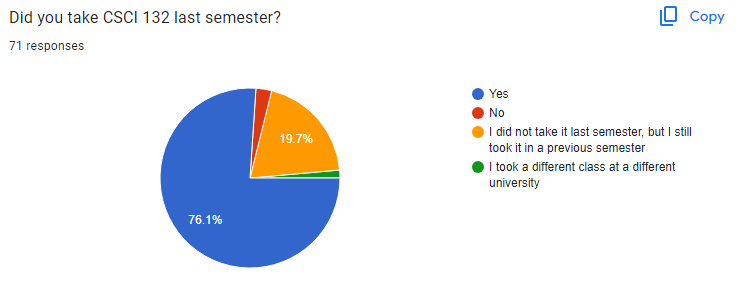 Did you take CSCI 132 last semester?
Copy
71 responses
Yes
No
I did not take it last semester, but I still
took it in a previous semester
I took a different class at a different
university
19.7%
76.1%